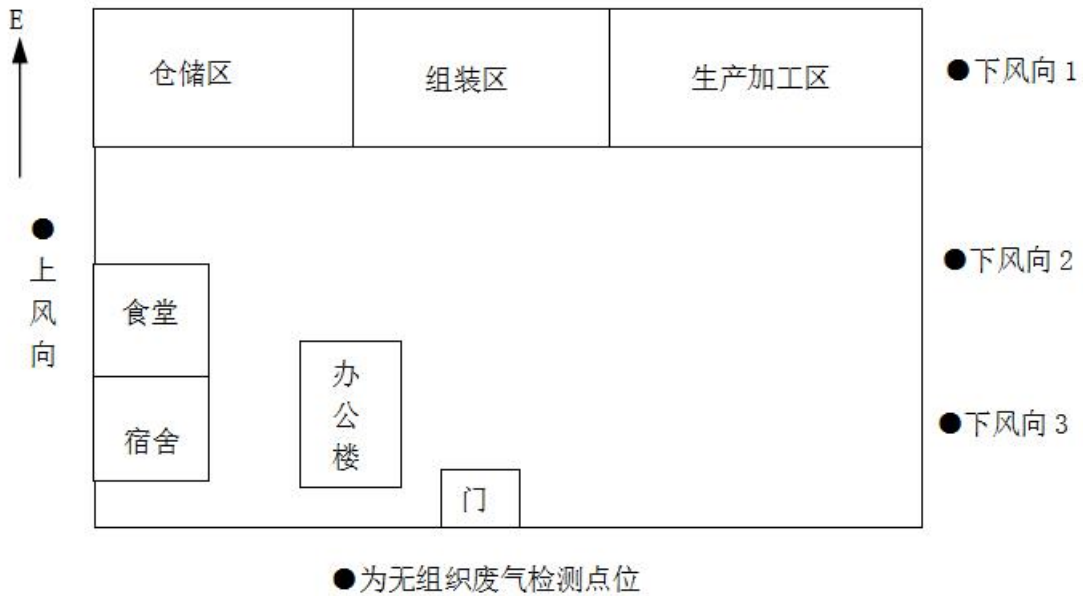 E
仓储区
组装区
生产加工区
●下风向1
●
上
风
向
●下风向2
食堂
办
公
楼
宿舍
●下风向3
门
●为无组织废气检测点位